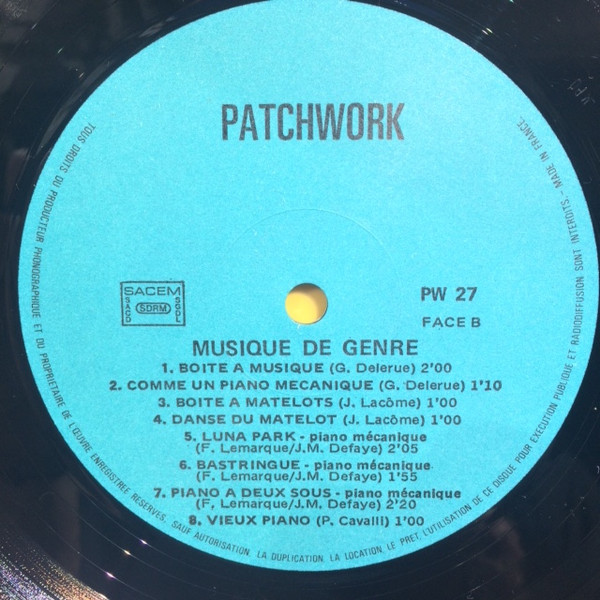 PATCHWORK
SACEM
SACD SDRM SGDL
PW 27
FACE B
MUSIQUE DE GENRE
1. BOITE A MUSIQUE (G. Delerue) 2'00
2. COMME UN PIANO MECANIQUE (G. Delerue) 1'10
3. BOITE A MATELOTS (J. Lacôme) 1'00
4. DANSE DU MATELOT (J. Lacôme) 1'00
5. LUNA PARK - piano mécanique
(F. Lemarque/J.M. Defaye) 2'05
6. BASTRINGUE - piano mécanique
(F. Lemarque/J.M. Defaye) 1'55
7. PIANO A DEUX SOUS - piano mécanique
(F, Lemarque/J.M. Defaye) 2'20
8. VIEUX PIANO (P. Cavalli) 1'00
TOUS DROITS DU PRODUCTEUR PHONOGRAPHIQUE ET DU PROPRIETAIRE DE L'ŒUVRE ENREGISTREE RESERVES, SAUF AUTORISATION. LA DUPLICATION LA LOCATION LE PRET, L'UTILISATION DE CE DISQUE POUR EXECUTION PUBLIQUE ET RADIODIFFUSION SONT INTERDITS - MADE IN FRANCE